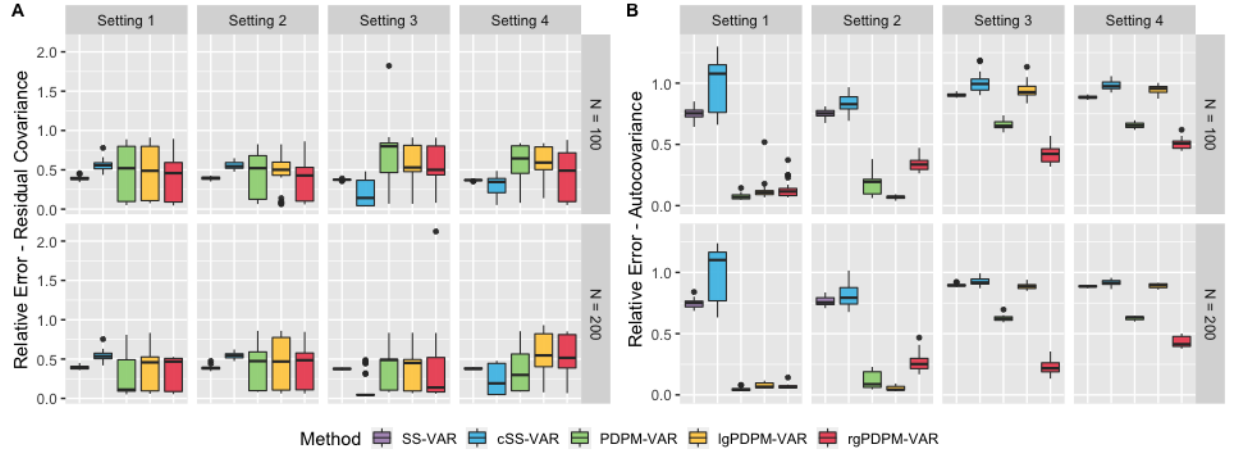 A
Setting 1 Setting 2 Setting 3 Setting 4
Relative Error - Residual Covariance
2.0
1.5
1.0
0.5
0.0
N = 100
2.0
1.5
1.0
0.5
0.0
N = 200
B
Setting 1 Setting 2 Setting 3 Setting 4
Relative Error - Autocovariance
1.0
0.5
0.0
N = 100
1.0
0.5
0.0
N = 200
Method SS-VAR cSS-VAR PDPM-VAR lgPDPM-VAR rgPDPM-VAR